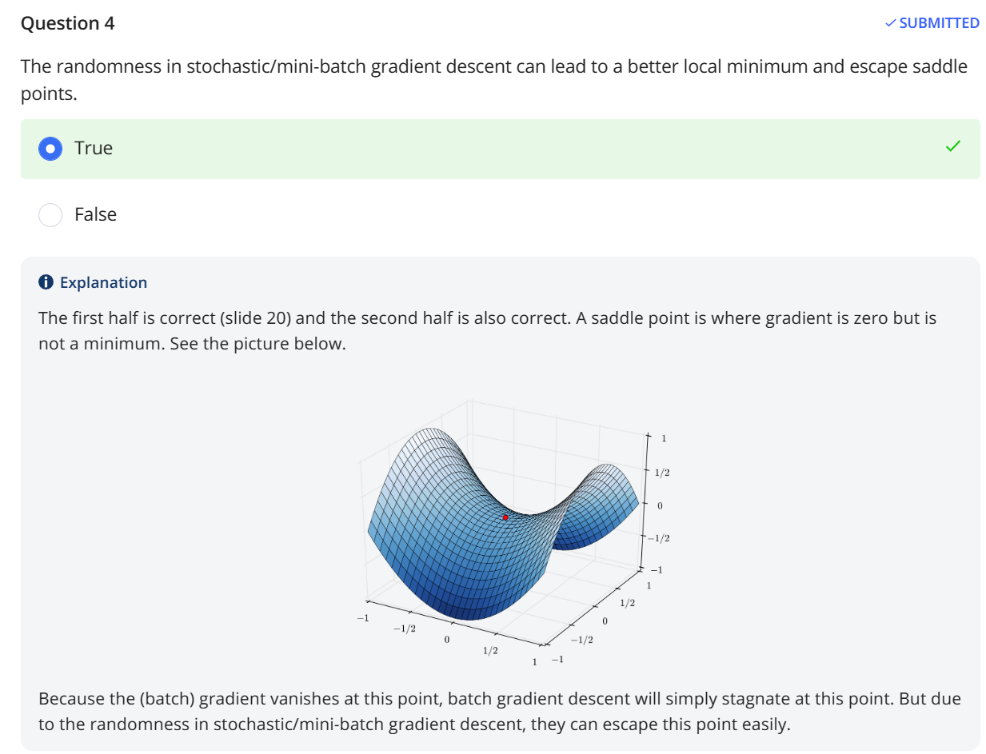 Question 4
✓ SUBMITTED
The randomness in stochastic/mini-batch gradient descent can lead to a better local minimum and escape saddle
points.
True
False
Explanation
The first half is correct (slide 20) and the second half is also correct. A saddle point is where gradient is zero but is
not a minimum. See the picture below.
1
1/2
0
−1/2
−1
1
1/2
0
−1/2
−1
−1
−1/2
0
1/2
1
Because the (batch) gradient vanishes at this point, batch gradient descent will simply stagnate at this point. But due
to the randomness in stochastic/mini-batch gradient descent, they can escape this point easily.